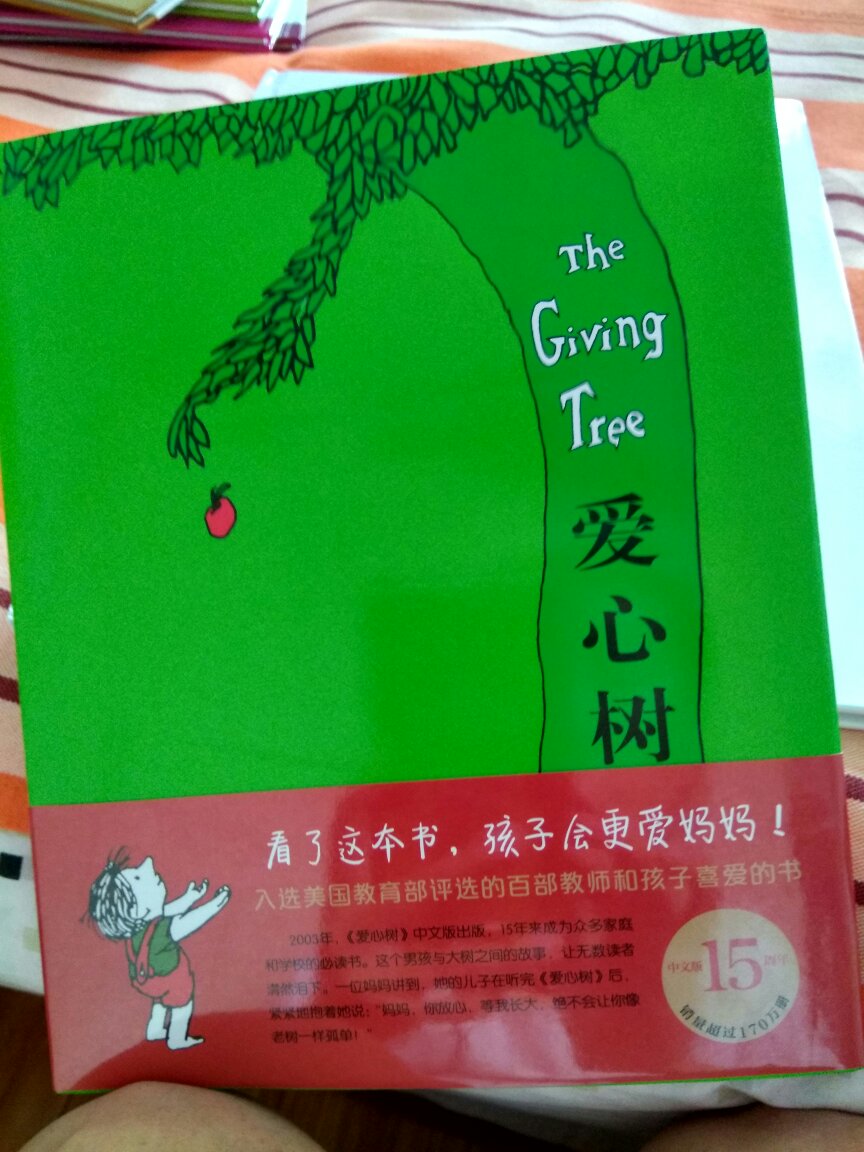 The
Giving
Tree
爱
心
树
看了这本书，孩子会更爱妈妈！
入选美国教育部评选的百部教师和孩子喜爱的书
2003年，《爱心树》中文版出版，15年来成为众多家庭
和学校的必读书。这个男孩与大树之间的故事，让无数读者
潸然泪下。一位妈妈讲到，她的儿子在听完《爱心树》后，
紧紧地抱着她说：“妈妈，你放心，等我长大，绝不会让你像
老树一样孤单！”
中文版15周年
销量超过170万册